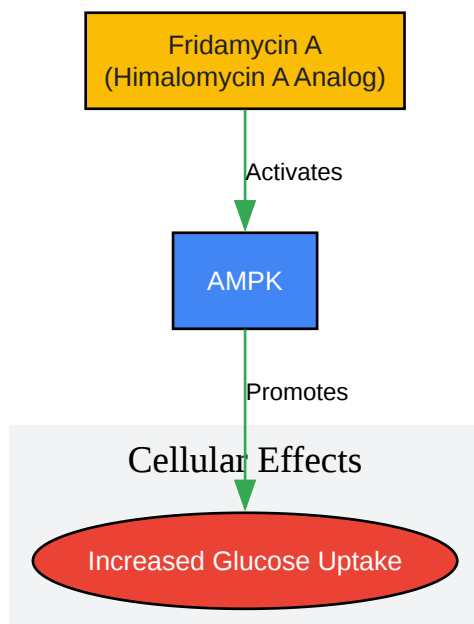 Fridamycin A
(Himalomycin A Analog)
Activates
AMPK
Promotes
Cellular Effects
Increased Glucose Uptake